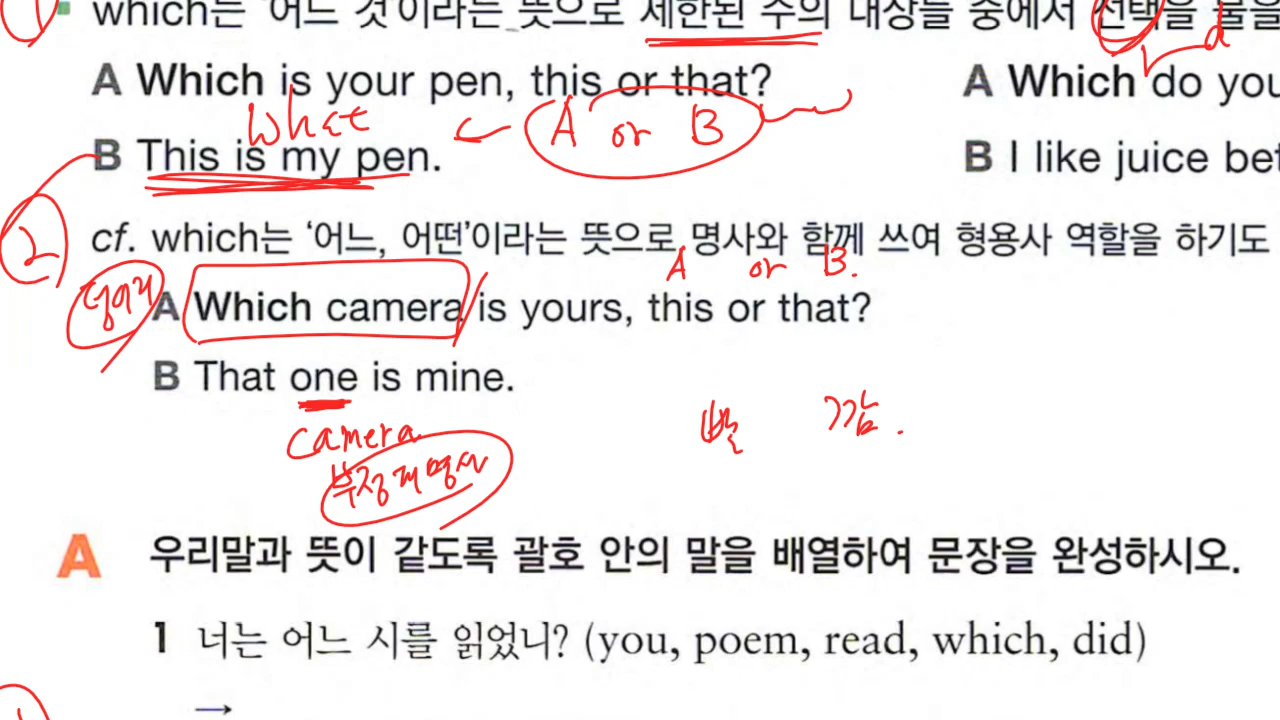 which는 '어느 것'이라는 뜻으로 제한된 수의 대상들 중에서 선택을 물을
A Which is your pen, this or that? A Which do you
What A or B
B This is my pen. B I like juice bet
2
cf. which는 '어느, 어떤'이라는 뜻으로, 명사와 함께 쓰여 형용사 역할을 하기도
A or B.
덩어리
A Which camera is yours, this or that?
B That one is mine.
camera
부정대명사
빨 깜.
A 우리말과 뜻이 같도록 괄호 안의 말을 배열하여 문장을 완성하시오.
1 너는 어느 시를 읽었니? (you, poem, read, which, did)
→